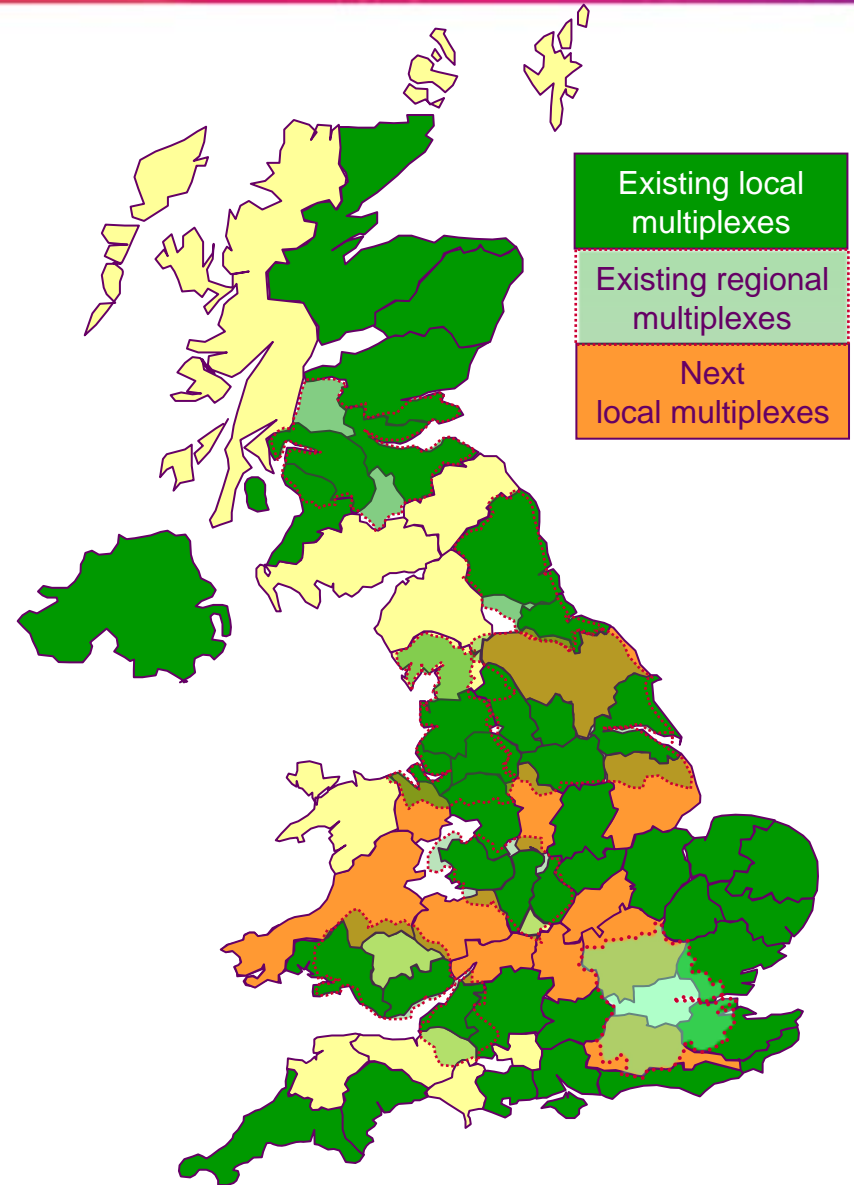 Existing local
multiplexes
Existing regional
multiplexes
Next
local multiplexes